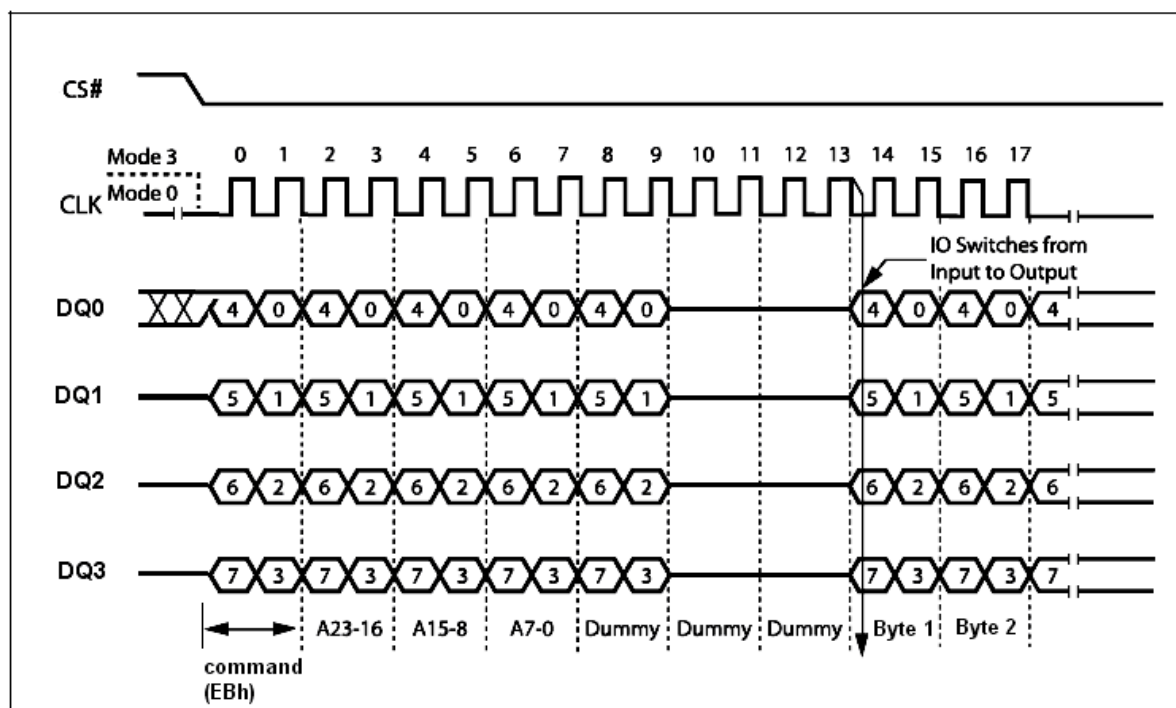 CS#
Mode 3
0 1 2 3 4 5 6 7 8 9 10 11 12 13 14 15 16 17
Mode 0
CLK
IO Switches from
Input to Output
DQ0 4 0 4 0 4 0 4 0 4 0 4 0 4 0 4
DQ1 5 1 5 1 5 1 5 1 5 1 5 1 5 1 5
DQ2 6 2 6 2 6 2 6 2 6 2 6 2 6 2 6
DQ3 7 3 7 3 7 3 7 3 7 3 7 3 7 3 7
A23-16 A15-8 A7-0 Dummy Dummy Dummy Byte 1 Byte 2
command
(EBh)